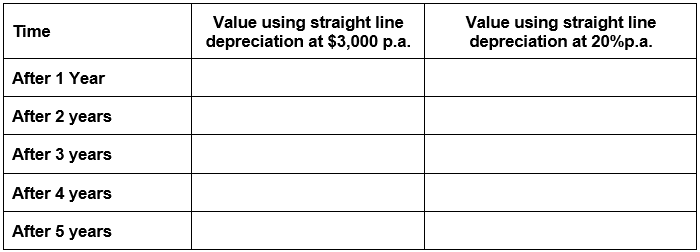 Time
Value using straight line
depreciation at $3,000 p.a.
Value using straight line
depreciation at 20%p.a.
After 1 Year
After 2 years
After 3 years
After 4 years
After 5 years